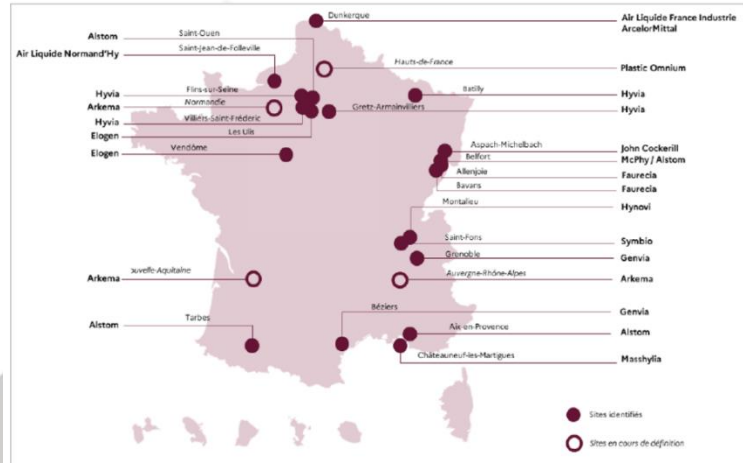 Dunkerque
Air Liquide France Industrie
ArcelorMittal
Alstom
Saint-Ouen
Air Liquide Normand'Hy
Saint-Jean-de-Folleville
Hauts-de-France
Plastic Omnium
Hyvia
Flins-sur-Seine
Batilly
Hyvia
Arkema
Normandie
Gretz-Armainvilliers
Hyvia
Hyvia
Villiers-Saint-Fréderic
Elogen
Les Ulis
Elogen
Vendôme
Aspach-Michelbach
John Cockerill
Belfort
McPhy / Alstom
Allenjoie
Faurecia
Bavans
Faurecia
Montalieu
Hynovi
Saint-Fons
Symbio
Grenoble
Genvia
Arkema
ouvelle-Aquitaine
Auvergne-Rhône-Alpes
Arkema
Béziers
Genvia
Alstom
Tarbes
Aix-en-Provence
Alstom
Châteauneuf-les-Martigues
Masshylia
Sites identifiés
Sites en cours de définition